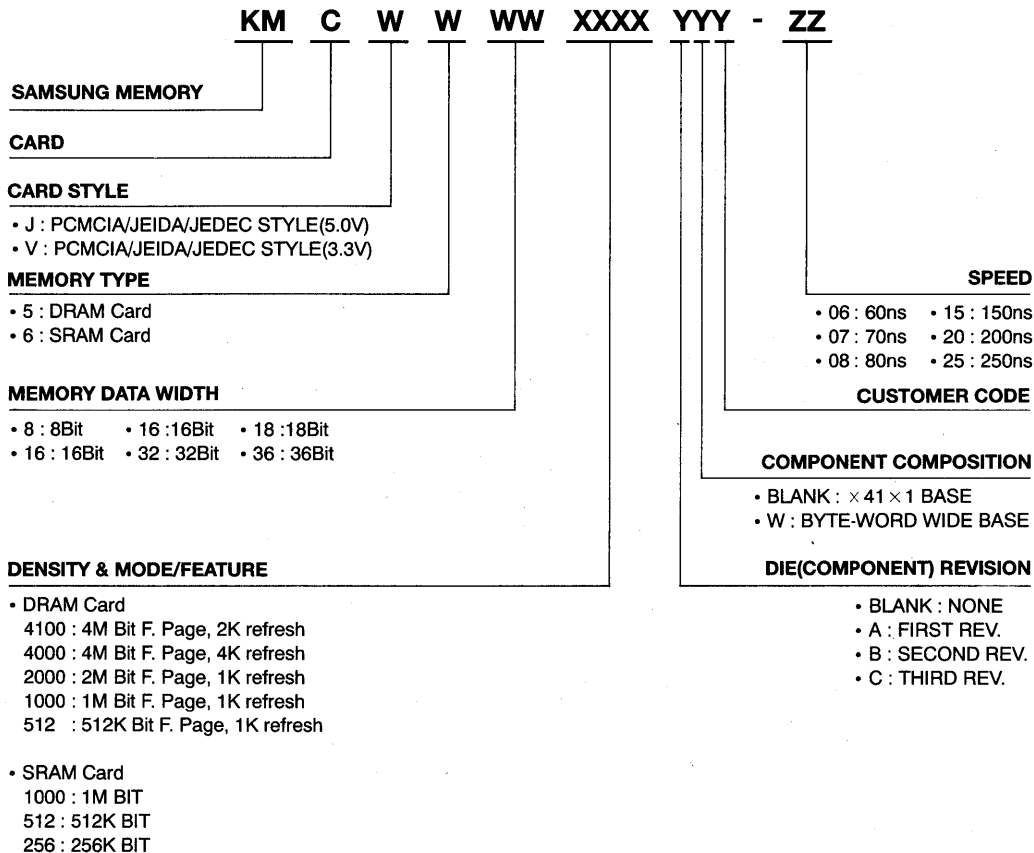 KM C W W WW XXXX YYY - ZZ
SAMSUNG MEMORY
CARD
CARD STYLE
• J : PCMCIA/JEIDA/JEDEC STYLE(5.0V)
• V : PCMCIA/JEIDA/JEDEC STYLE(3.3V)
MEMORY TYPE
• 5 : DRAM Card
• 6 : SRAM Card
MEMORY DATA WIDTH
• 8 : 8Bit • 16 :16Bit • 18 :18Bit
• 16 : 16Bit • 32 : 32Bit • 36 : 36Bit
DENSITY & MODE/FEATURE
• DRAM Card
4100 : 4M Bit F. Page, 2K refresh
4000 : 4M Bit F. Page, 4K refresh
2000 : 2M Bit F. Page, 1K refresh
1000 : 1M Bit F. Page, 1K refresh
512 : 512K Bit F. Page, 1K refresh
• SRAM Card
1000 : 1M BIT
512 : 512K BIT
256 : 256K BIT
SPEED
• 06 : 60ns • 15 : 150ns
• 07 : 70ns • 20 : 200ns
• 08 : 80ns • 25 : 250ns
CUSTOMER CODE
COMPONENT COMPOSITION
• BLANK : × 41 × 1 BASE
• W : BYTE-WORD WIDE BASE
DIE(COMPONENT) REVISION
• BLANK : NONE
• A : FIRST REV.
• B : SECOND REV.
• C : THIRD REV.